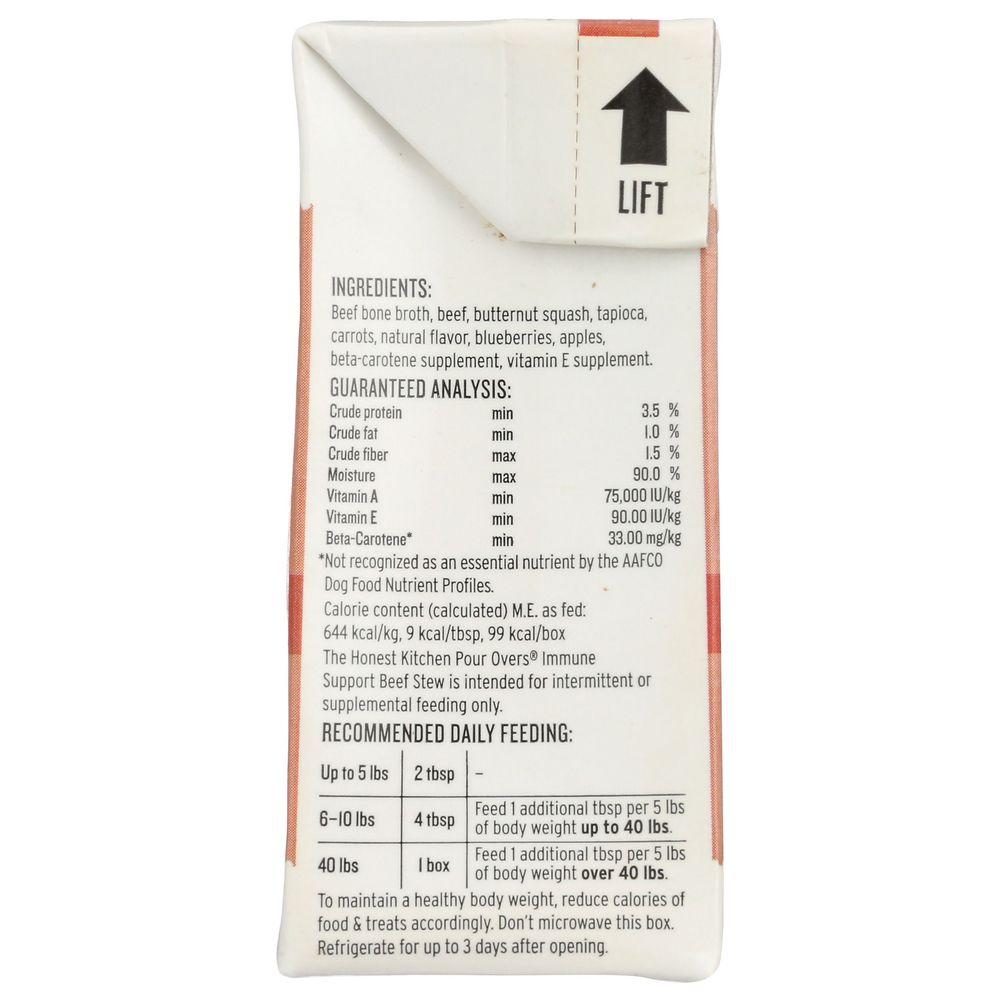 LIFT
INGREDIENTS:
Beef bone broth, beef, butternut squash, tapioca,
carrots, natural flavor, blueberries, apples,
beta-carotene supplement, vitamin E supplement.
GUARANTEED ANALYSIS:
Crude protein min 3.5 %
Crude fat min 1.0 %
Crude fiber max 1.5 %
Moisture max 90.0 %
Vitamin A min 75,000 IU/kg
Vitamin E min 90.00 IU/kg
Beta-Carotene* min 33.00 mg/kg
*Not recognized as an essential nutrient by the AAFCO
Dog Food Nutrient Profiles.
Calorie content (calculated) M.E. as fed:
644 kcal/kg, 9 kcal/tbsp, 99 kcal/box
The Honest Kitchen Pour Overs® Immune
Support Beef Stew is intended for intermittent or
supplemental feeding only.
RECOMMENDED DAILY FEEDING:
Up to 5 lbs 2 tbsp –
6–10 lbs 4 tbsp Feed 1 additional tbsp per 5 lbs
of body weight up to 40 lbs.
40 lbs 1 box Feed 1 additional tbsp per 5 lbs
of body weight over 40 lbs.
To maintain a healthy body weight, reduce calories of
food & treats accordingly. Don't microwave this box.
Refrigerate for up to 3 days after opening.